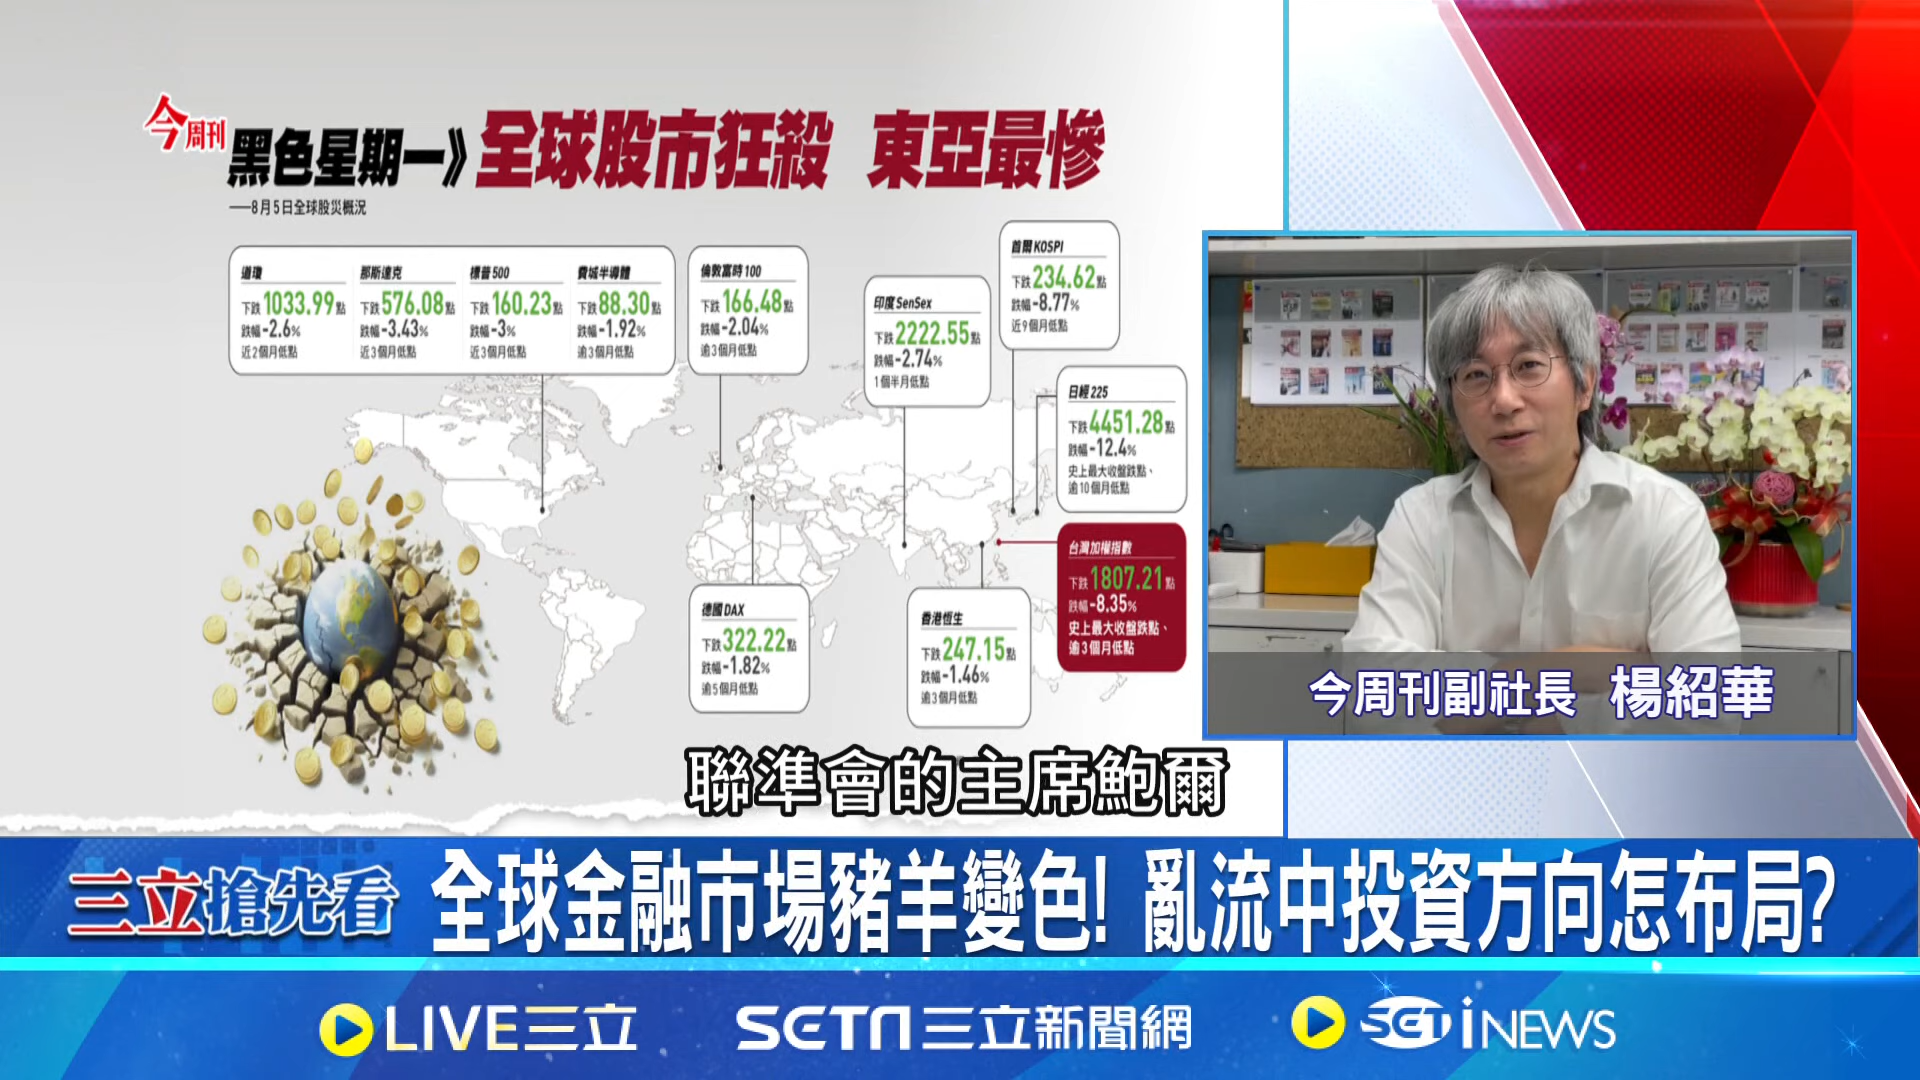 今周刊
黑色星期一》全球股市狂殺 東亞最慘
——8月5日全球股災概況
道瓊
下跌1033.99點
跌幅-2.6%
近2個月低點
那斯達克
下跌576.08點
跌幅-3.43%
近3個月低點
標普500
下跌160.23點
跌幅-3%
近3個月低點
費城半導體
下跌88.30點
跌幅-1.92%
逾3個月低點
倫敦富時100
下跌166.48點
跌幅-2.04%
逾3個月低點
印度SenSex
下跌2222.55點
跌幅-2.74%
1個半月低點
首爾KOSPI
下跌234.62點
跌幅-8.77%
近9個月低點
日經225
下跌4451.28點
跌幅-12.4%
史上最大收盤跌點、
逾10個月低點
台灣加權指數
下跌1807.21點
跌幅-8.35%
史上最大收盤跌點、
逾3個月低點
德國DAX
下跌322.22點
跌幅-1.82%
逾5個月低點
香港恆生
下跌247.15點
跌幅-1.46%
逾3個月低點
今周刊副社長 楊紹華
聯準會的主席鮑爾
三立搶先看
全球金融市場豬羊變色! 亂流中投資方向怎布局?
LIVE三立
SETN三立新聞網
SETiNEWS